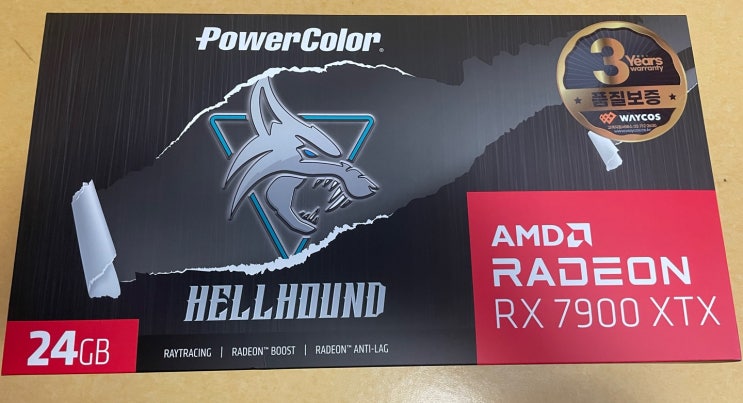 PowerColor®
3 Years
warranty
품질보증
WAYCOS
HELLHOUND
AMD
RADEON
RX 7900 XTX
24GB
RAYTRACING | RADEON™ BOOST | RADEON™ ANTI-LAG